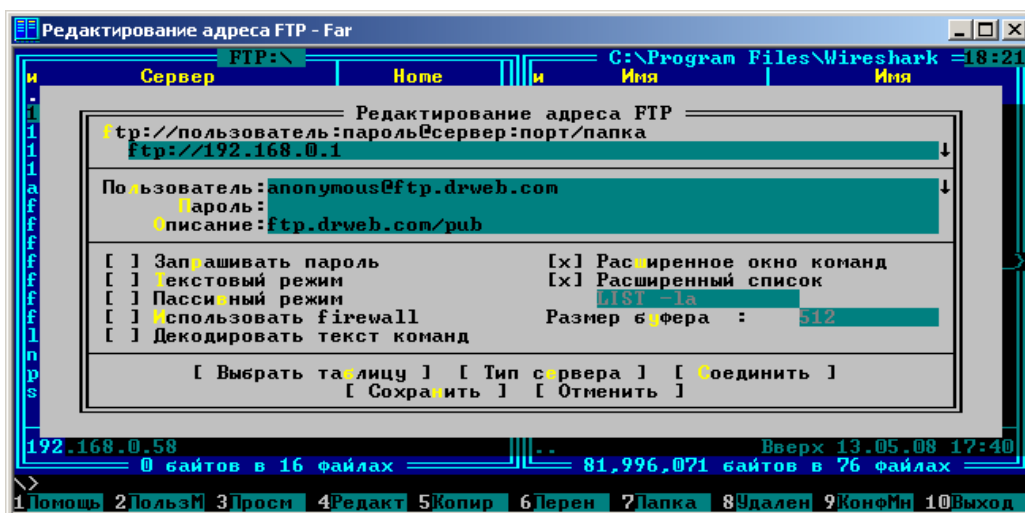 Редактирование адреса FTP - Far
FTP:\ C:\Program Files\Wireshark 18:21
и Сервер Home и Имя Имя
Редактирование адреса FTP
ftp://пользователь:пароль@сервер:порт/папка
ftp://192.168.0.1
Пользователь:anonymous@ftp.drweb.com
Пароль:
Описание:ftp.drweb.com/pub
[ ] Запрашивать пароль [x] Расширенное окно команд
[ ] Текстовый режим [x] Расширенный список
[ ] Пассивный режим LIST -la
[ ] Использовать firewall Размер буфера : 512
[ ] Декодировать текст команд
[ Выбрать таблицу ] [ Тип сервера ] [ Соединить ]
[ Сохранить ] [ Отменить ]
192.168.0.58 .. Вверх 13.05.08 17:40
0 байтов в 16 файлах 81,996,071 байтов в 76 файлах
\>
1Помощь 2ПользМ 3Просм 4Редакт 5Копир 6Перен 7Папка 8Удален 9КонфМн 10Выход